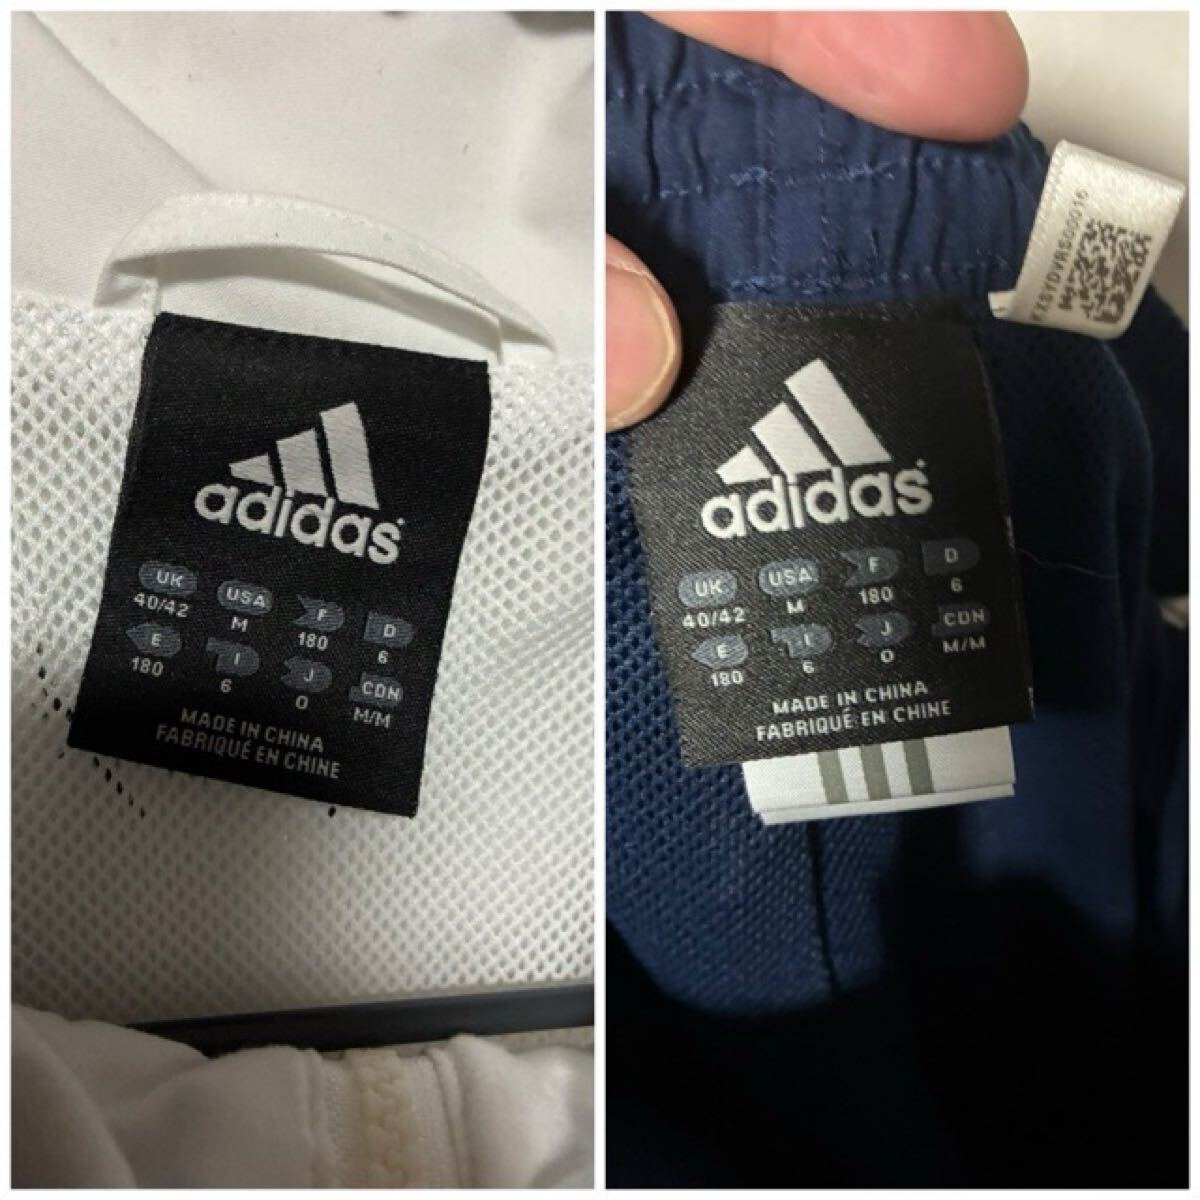 adidas
UK USA F D
40/42 M 180 6
E I J CDN
180 6 O M/M
MADE IN CHINA
FABRIQUÉ EN CHINE
adidas
UK USA F D
40/42 M 180 6
E I J CDN
180 6 O M/M
MADE IN CHINA
FABRIQUÉ EN CHINE